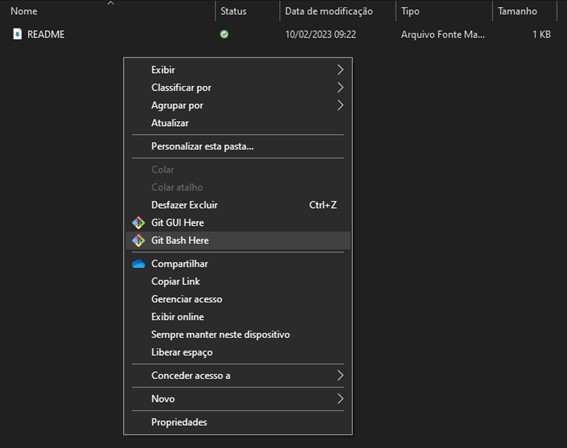 Nome Status Data de modificação Tipo Tamanho
README 10/02/2023 09:22 Arquivo Fonte Ma... 1 KB
Exibir
Classificar por
Agrupar por
Atualizar
Personalizar esta pasta...
Colar
Colar atalho
Desfazer Excluir Ctrl+Z
Git GUI Here
Git Bash Here
Compartilhar
Copiar Link
Gerenciar acesso
Exibir online
Sempre manter neste dispositivo
Liberar espaço
Conceder acesso a
Novo
Propriedades